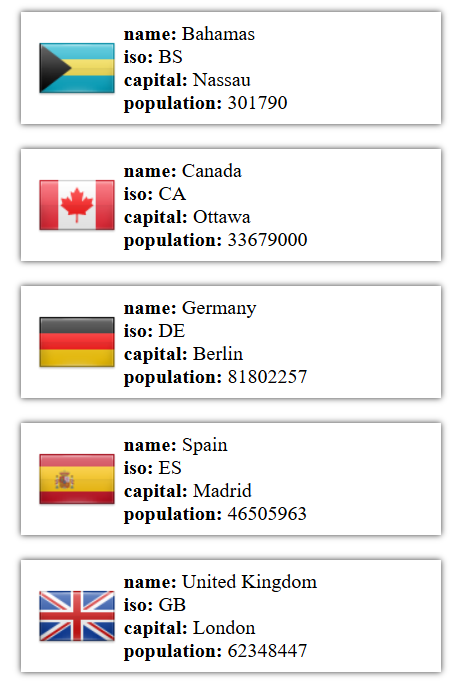 name: Bahamas
iso: BS
capital: Nassau
population: 301790
name: Canada
iso: CA
capital: Ottawa
population: 33679000
name: Germany
iso: DE
capital: Berlin
population: 81802257
name: Spain
iso: ES
capital: Madrid
population: 46505963
name: United Kingdom
iso: GB
capital: London
population: 62348447